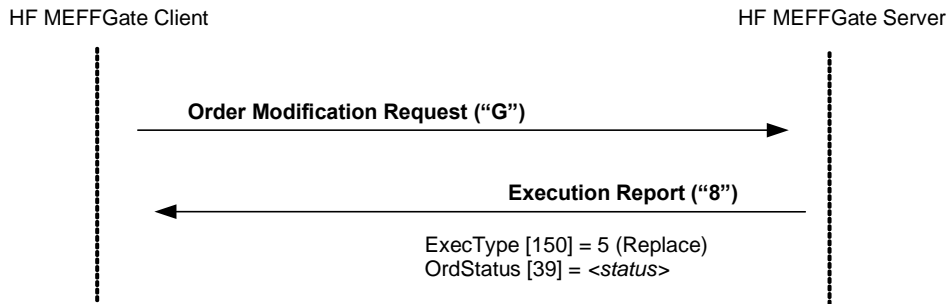 HF MEFFGate Client
HF MEFFGate Server
Order Modification Request (“G”)
Execution Report (“8”)
ExecType [150] = 5 (Replace)
OrdStatus [39] = <status>